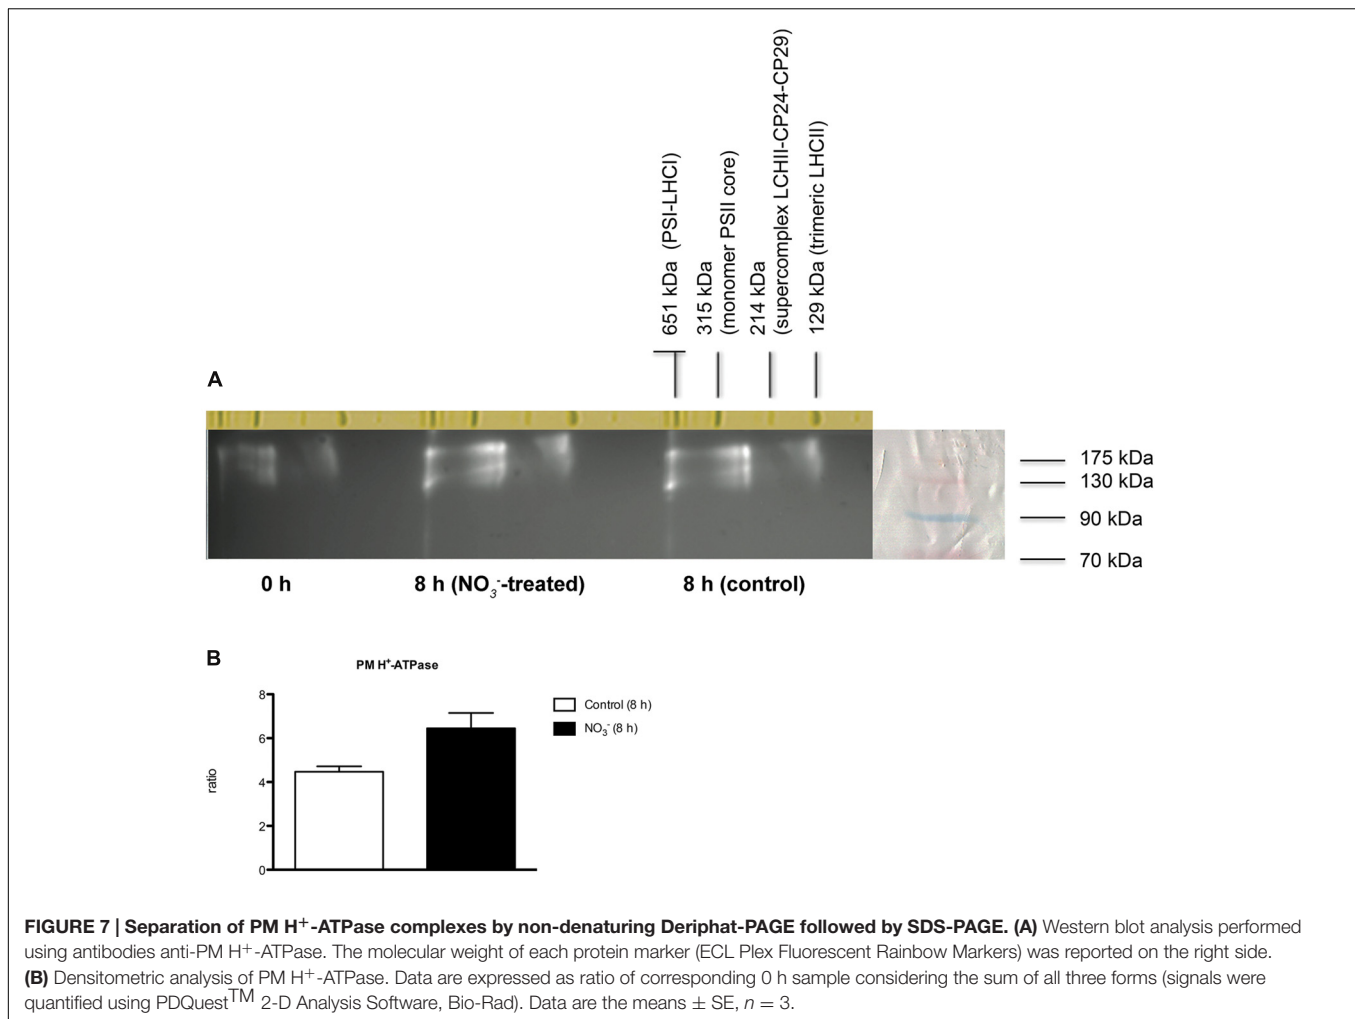 651 kDa (PSI-LHCI)
315 kDa
(monomer PSII core)
214 kDa
(supercomplex LCHII-CP24-CP29)
129 kDa (trimeric LHCII)
A
175 kDa
130 kDa
90 kDa
70 kDa
0 h
8 h (NO3⁻-treated)
8 h (control)
B
PM H⁺-ATPase
8
6
4
2
0
ratio
Control (8 h)
NO3⁻ (8 h)
FIGURE 7 | Separation of PM H⁺-ATPase complexes by non-denaturing Deriphat-PAGE followed by SDS-PAGE. (A) Western blot analysis performed
using antibodies anti-PM H⁺-ATPase. The molecular weight of each protein marker (ECL Plex Fluorescent Rainbow Markers) was reported on the right side.
(B) Densitometric analysis of PM H⁺-ATPase. Data are expressed as ratio of corresponding 0 h sample considering the sum of all three forms (signals were
quantified using PDQuest™ 2-D Analysis Software, Bio-Rad). Data are the means ± SE, n = 3.